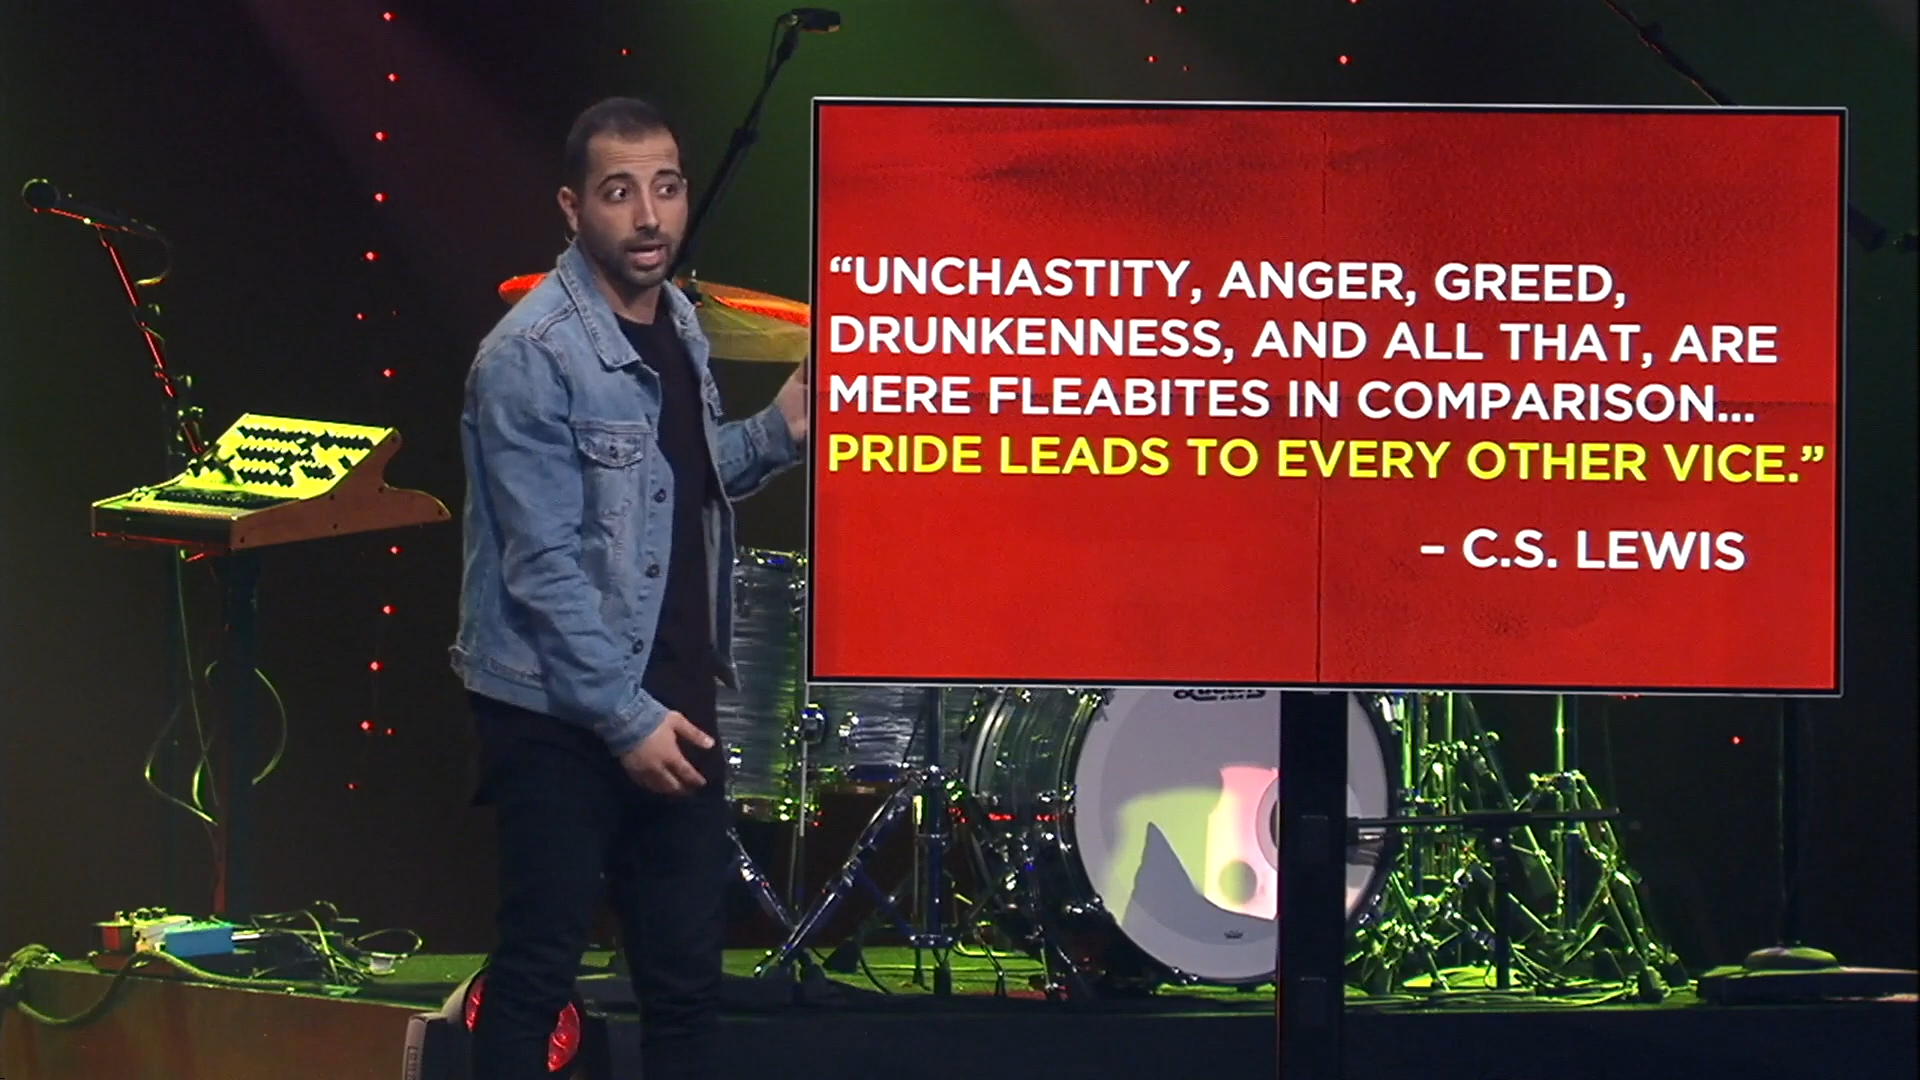 “UNCHASTITY, ANGER, GREED,
DRUNKENNESS, AND ALL THAT, ARE
MERE FLEABITES IN COMPARISON...
PRIDE LEADS TO EVERY OTHER VICE.”
– C.S. LEWIS